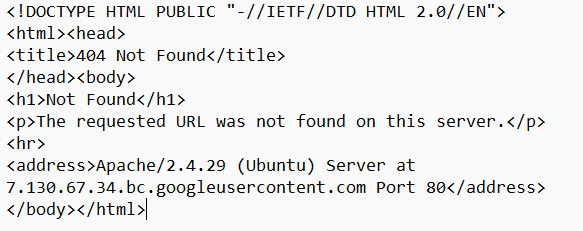 <!DOCTYPE HTML PUBLIC "-//IETF//DTD HTML 2.0//EN">
<html><head>
<title>404 Not Found</title>
</head><body>
<h1>Not Found</h1>
<p>The requested URL was not found on this server.</p>
<hr>
<address>Apache/2.4.29 (Ubuntu) Server at
7.130.67.34.bc.googleusercontent.com Port 80</address>
</body></html>